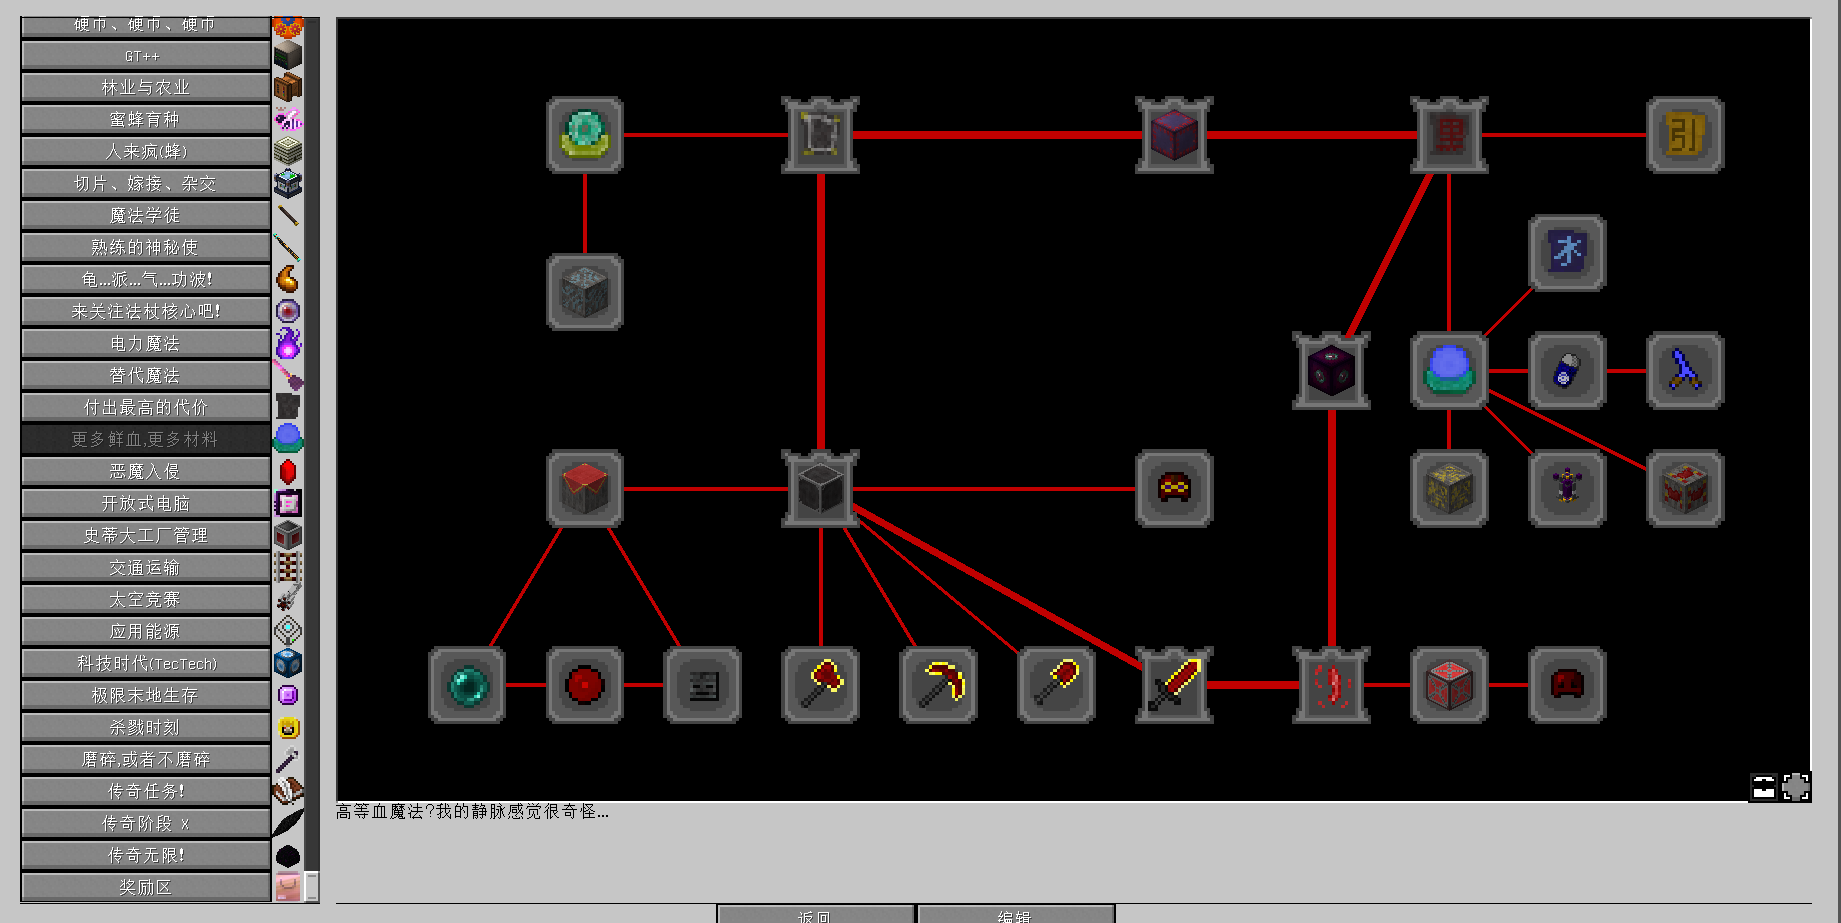 硬币、硬币、硬币
GT++
林业与农业
蜜蜂育种
人来疯(蜂)
切片、嫁接、杂交
魔法学徒
熟练的神秘使
龟...派...气...功波!
来关注法杖核心吧!
电力魔法
替代魔法
付出最高的代价
更多鲜血,更多材料
恶魔入侵
开放式电脑
史蒂夫工厂管理
交通运输
太空竞赛
应用能源
科技时代(TecTech)
极限末地生存
杀戮时刻
磨碎,或者不磨碎
传奇任务!
传奇阶段 x
传奇无限!
奖励区
引
高等血魔法?我的静脉感觉很奇怪...
返回
编辑